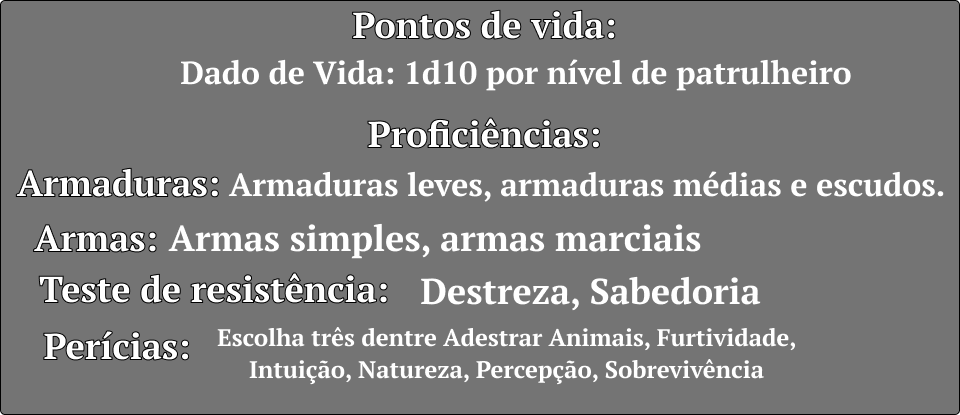 Pontos de vida:
Dado de Vida: 1d10 por nível de patrulheiro
Proficiências:
Armaduras: Armaduras leves, armaduras médias e escudos.
Armas: Armas simples, armas marciais
Teste de resistência: Destreza, Sabedoria
Perícias: Escolha três dentre Adestrar Animais, Furtividade,
Intuição, Natureza, Percepção, Sobrevivência